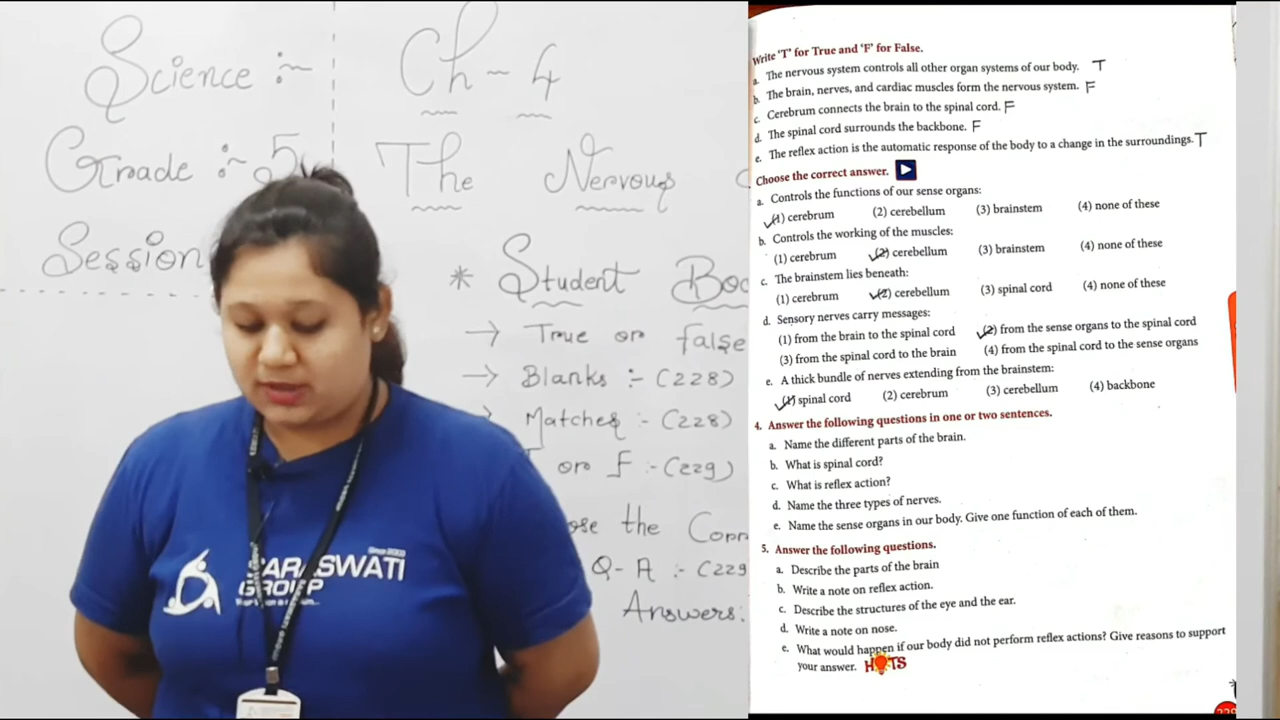 Science :- Ch - 4
Grade :- 5 The Nervous
Session
* Student Boo
→ True or false
→ Blanks :- (228)
Matches :- (228)
or F :- (229)
ose the Corr
Q-A :- (229
Answers:
Since 2003
SARASWATI
GROUP
Write 'T' for True and 'F' for False.
a. The nervous system controls all other organ systems of our body. T
b. The brain, nerves, and cardiac muscles form the nervous system. F
c. Cerebrum connects the brain to the spinal cord. F
d. The spinal cord surrounds the backbone. F
e. The reflex action is the automatic response of the body to a change in the surroundings. T
Choose the correct answer.
a. Controls the functions of our sense organs:
(1) cerebrum (2) cerebellum (3) brainstem (4) none of these
b. Controls the working of the muscles:
(1) cerebrum (2) cerebellum (3) brainstem (4) none of these
c. The brainstem lies beneath:
(1) cerebrum (2) cerebellum (3) spinal cord (4) none of these
d. Sensory nerves carry messages:
(1) from the brain to the spinal cord (2) from the sense organs to the spinal cord
(3) from the spinal cord to the brain (4) from the spinal cord to the sense organs
e. A thick bundle of nerves extending from the brainstem:
(1) spinal cord (2) cerebrum (3) cerebellum (4) backbone
4. Answer the following questions in one or two sentences.
a. Name the different parts of the brain.
b. What is spinal cord?
c. What is reflex action?
d. Name the three types of nerves.
e. Name the sense organs in our body. Give one function of each of them.
5. Answer the following questions.
a. Describe the parts of the brain
b. Write a note on reflex action.
c. Describe the structures of the eye and the ear.
d. Write a note on nose.
e. What would happen if our body did not perform reflex actions? Give reasons to support
your answer. HOTS